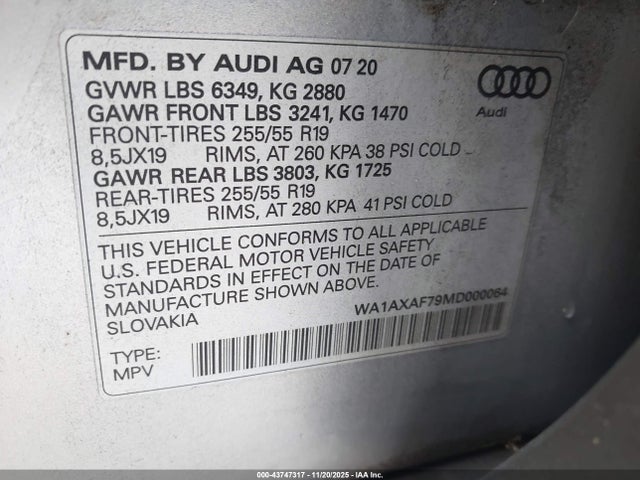 MFD. BY AUDI AG 07 20
GVWR LBS 6349, KG 2880
GAWR FRONT LBS 3241, KG 1470
FRONT-TIRES 255/55 R19
8,5JX19 RIMS, AT 260 KPA 38 PSI COLD
GAWR REAR LBS 3803, KG 1725
REAR-TIRES 255/55 R19
8,5JX19 RIMS, AT 280 KPA 41 PSI COLD
Audi
THIS VEHICLE CONFORMS TO ALL APPLICABLE
U.S. FEDERAL MOTOR VEHICLE SAFETY
STANDARDS IN EFFECT ON THE DATE OF
MANUFACTURE SHOWN ABOVE.
SLOVAKIA
WA1AXAF79MD000064
TYPE:
MPV
000-43747317 - 11/20/2025 - IAA Inc.